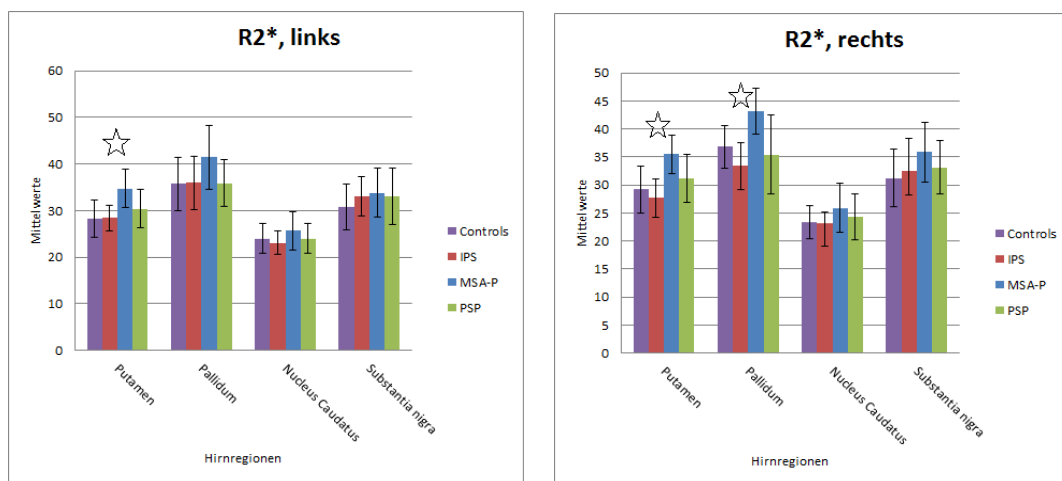 R2*, links
60
50
40
30
20
10
0
Mittelwerte
Putamen
Pallidum
Nucleus Caudatus
Substantia nigra
Hirnregionen
Controls
IPS
MSA-P
PSP
R2*, rechts
50
45
40
35
30
25
20
15
10
5
0
Mittelwerte
Putamen
Pallidum
Nucleus Caudatus
Substantia nigra
Hirnregionen
Controls
IPS
MSA-P
PSP